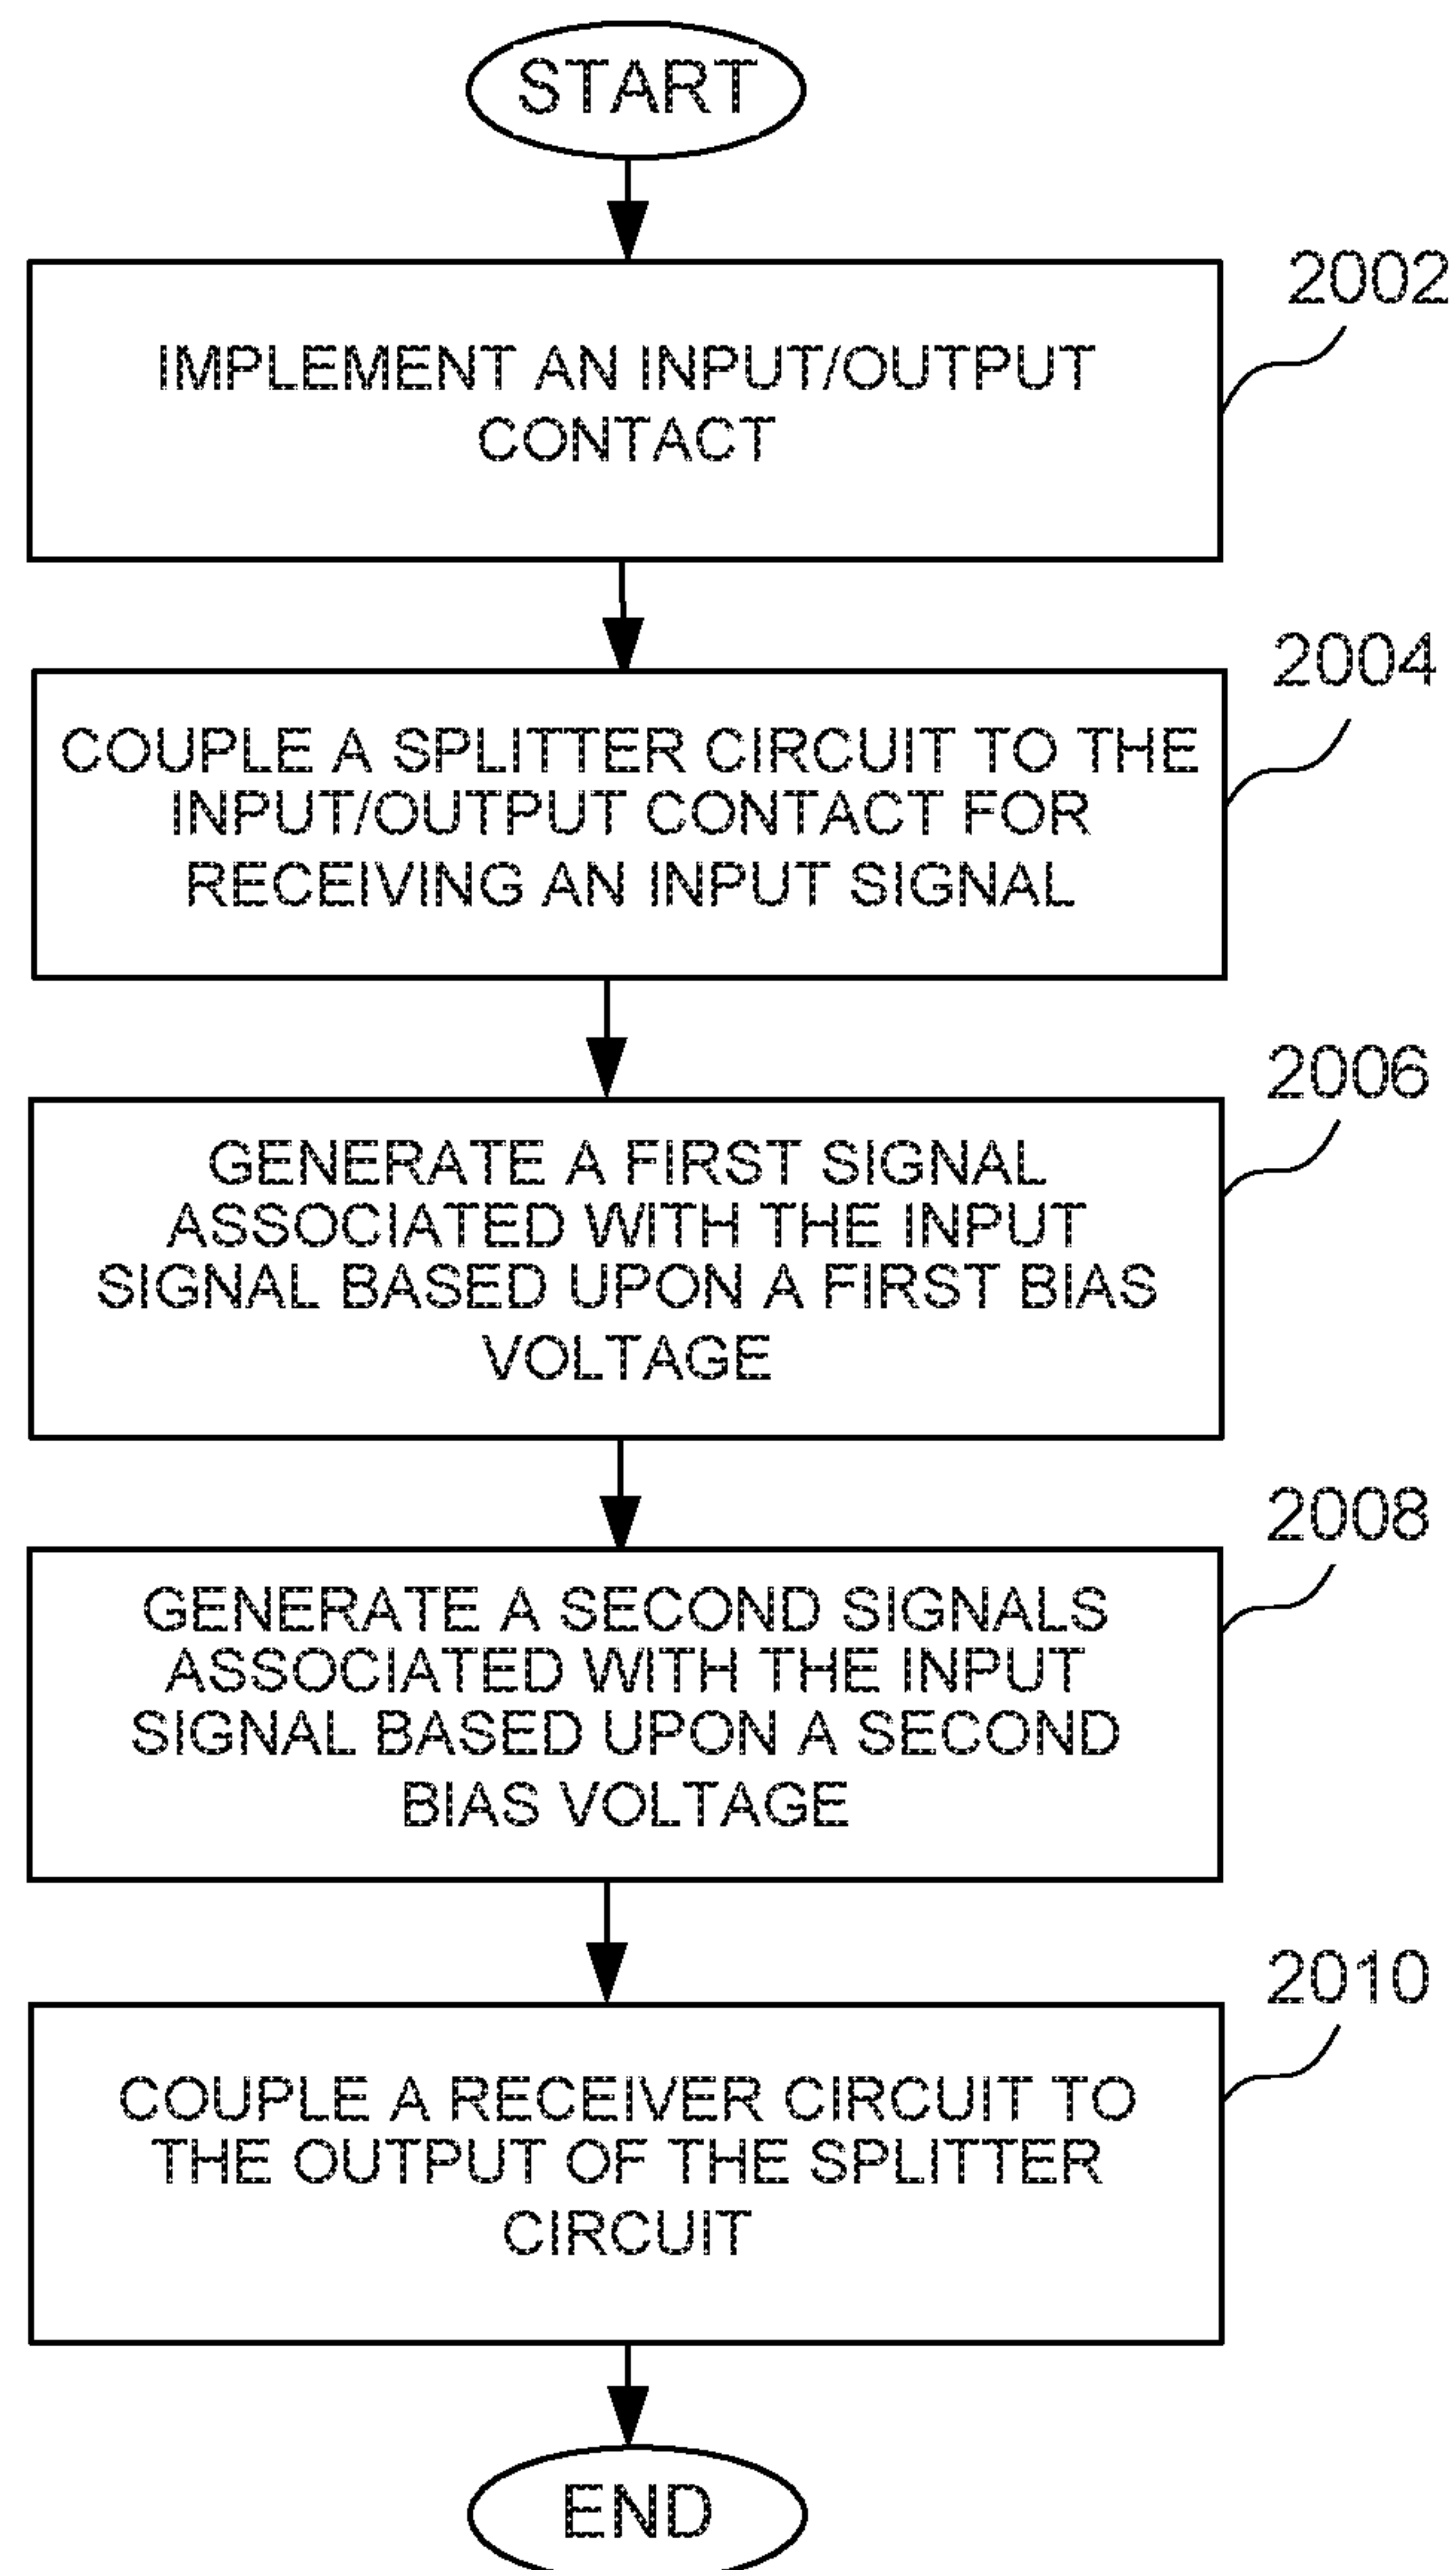 START
2002
IMPLEMENT AN INPUT/OUTPUT
CONTACT
2004
COUPLE A SPLITTER CIRCUIT TO THE
INPUT/OUTPUT CONTACT FOR
RECEIVING AN INPUT SIGNAL
2006
GENERATE A FIRST SIGNAL
ASSOCIATED WITH THE INPUT
SIGNAL BASED UPON A FIRST BIAS
VOLTAGE
2008
GENERATE A SECOND SIGNALS
ASSOCIATED WITH THE INPUT
SIGNAL BASED UPON A SECOND
BIAS VOLTAGE
2010
COUPLE A RECEIVER CIRCUIT TO
THE OUTPUT OF THE SPLITTER
CIRCUIT
END